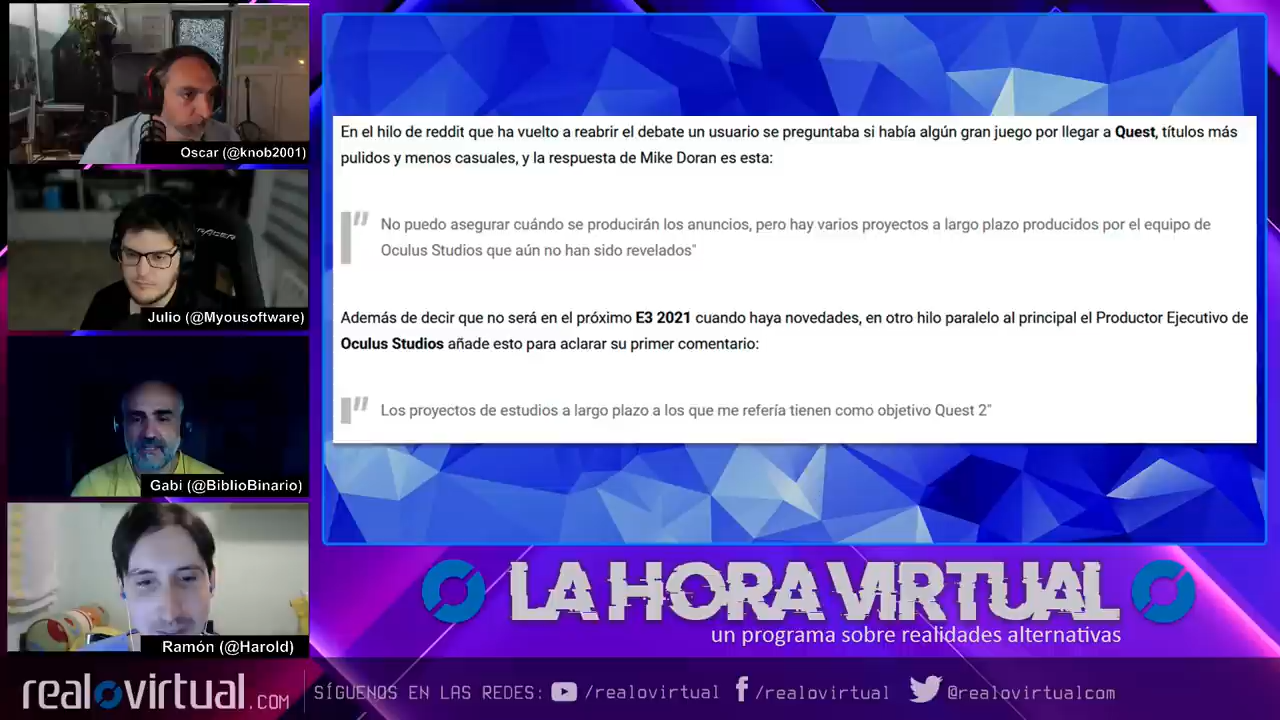 Oscar (@knob2001)
Julio (@Myousoftware)
Gabi (@BiblioBinario)
Ramón (@Harold)
En el hilo de reddit que ha vuelto a reabrir el debate un usuario se preguntaba si había algún gran juego por llegar a Quest, títulos más
pulidos y menos casuales, y la respuesta de Mike Doran es esta:
No puedo asegurar cuándo se producirán los anuncios, pero hay varios proyectos a largo plazo producidos por el equipo de
Oculus Studios que aún no han sido revelados"
Además de decir que no será en el próximo E3 2021 cuando haya novedades, en otro hilo paralelo al principal el Productor Ejecutivo de
Oculus Studios añade esto para aclarar su primer comentario:
Los proyectos de estudios a largo plazo a los que me refería tienen como objetivo Quest 2"
LA HORA VIRTUAL
un programa sobre realidades alternativas
realovirtual.COM
SÍGUENOS EN LAS REDES: /realovirtual /realovirtual @realovirtualcom